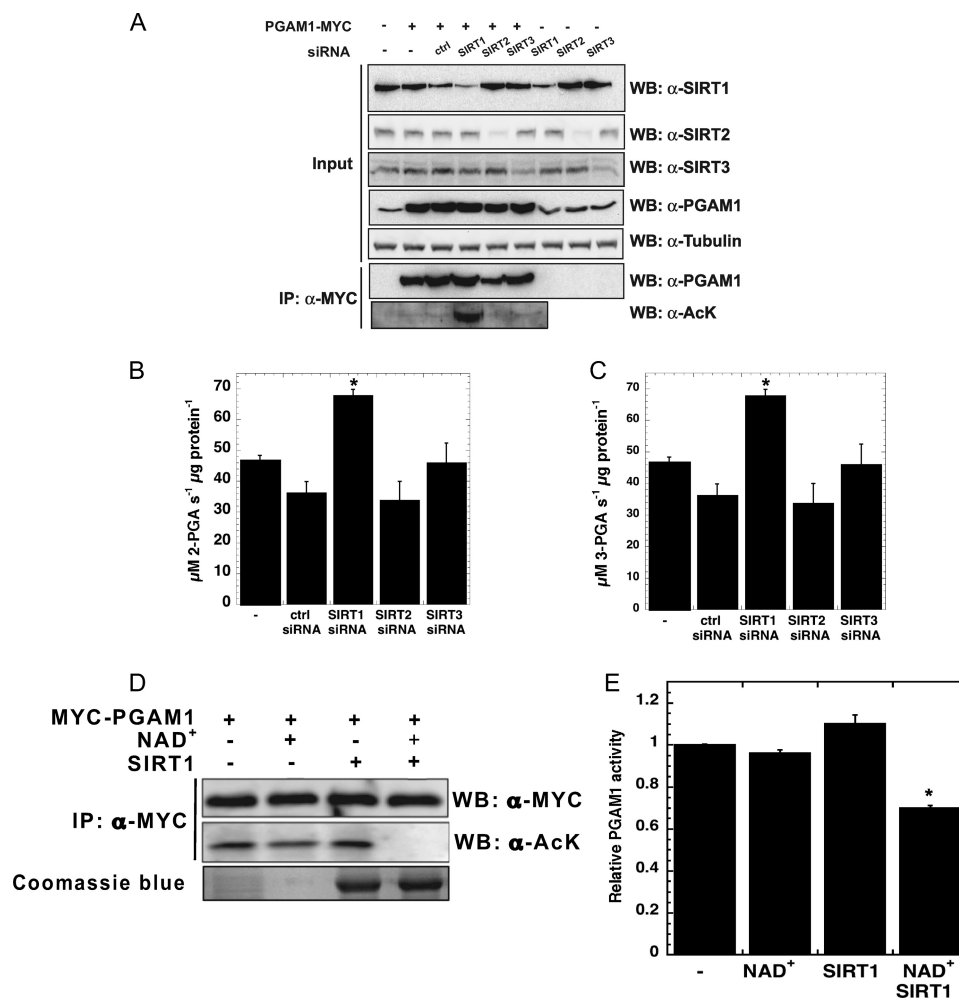 A
PGAM1-MYC - + + + + + - - -
siRNA - - ctrl SIRT1 SIRT2 SIRT3 SIRT1 SIRT2 SIRT3
WB: α-SIRT1
WB: α-SIRT2
Input
WB: α-SIRT3
WB: α-PGAM1
WB: α-Tubulin
IP: α-MYC
WB: α-PGAM1
WB: α-AcK
B
µM 2-PGA s-1 µg protein-1
70
60
50
40
30
20
10
0
*
- ctrl siRNA SIRT1 siRNA SIRT2 siRNA SIRT3 siRNA
C
µM 3-PGA s-1 µg protein-1
70
60
50
40
30
20
10
0
*
- ctrl siRNA SIRT1 siRNA SIRT2 siRNA SIRT3 siRNA
D
MYC-PGAM1 + + + +
NAD+ - + - +
SIRT1 - - + +
IP: α-MYC
WB: α-MYC
WB: α-AcK
Coomassie blue
E
Relative PGAM1 activity
1.2
1
0.8
0.6
0.4
0.2
0
*
- NAD+ SIRT1 NAD+
SIRT1